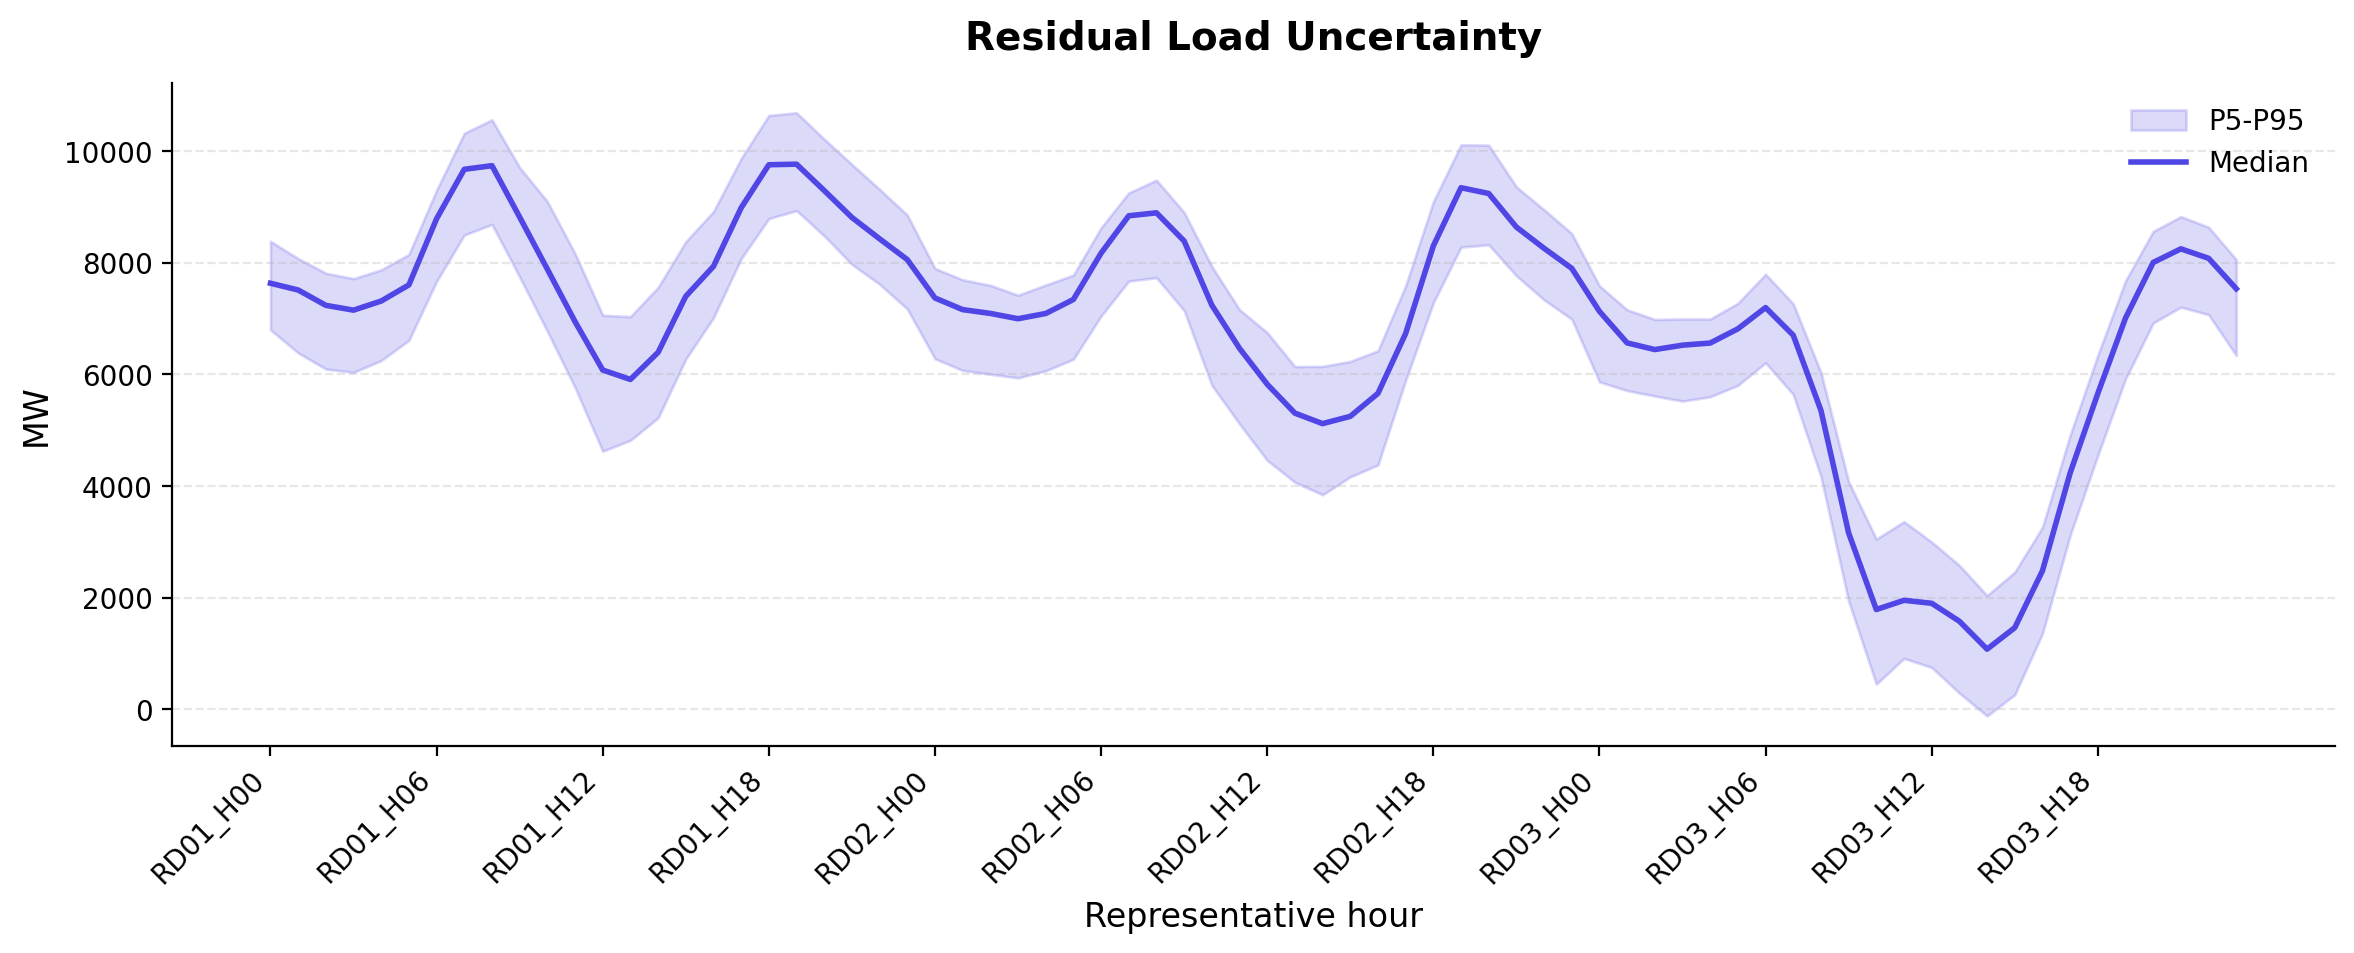 Residual Load Uncertainty
P5-P95
Median
MW
10000
8000
6000
4000
2000
0
RD01_H00
RD01_H06
RD01_H12
RD01_H18
RD02_H00
RD02_H06
RD02_H12
RD02_H18
RD03_H00
RD03_H06
RD03_H12
RD03_H18
Representative hour